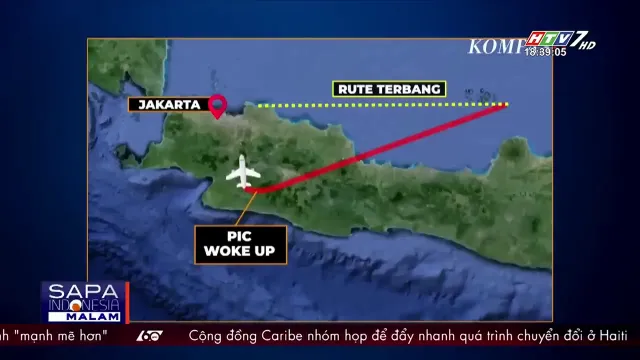 HTV7 HD
18:39:05
RUTE TERBANG
JAKARTA
PIC
WOKE UP
SAPA
INDONESIA
MALAM
"mạnh mẽ hơn"
60
Cộng đồng Caribe nhóm họp để đẩy nhanh quá trình chuyển đổi ở Haiti